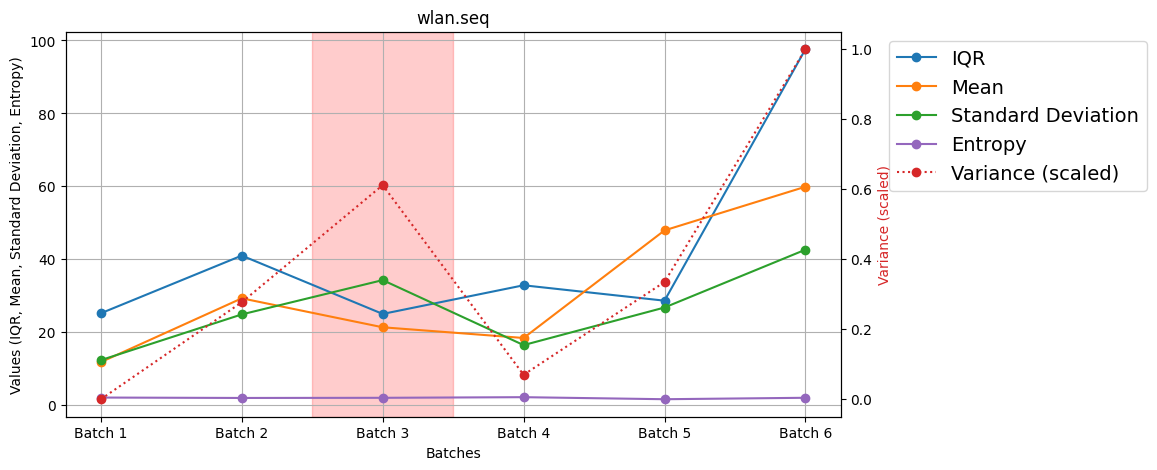 wlan.seq
Values (IQR, Mean, Standard Deviation, Entropy)
100
80
60
40
20
0
Batch 1
Batch 2
Batch 3
Batch 4
Batch 5
Batch 6
Batches
1.0
0.8
0.6
0.4
0.2
0.0
Variance (scaled)
IQR
Mean
Standard Deviation
Entropy
Variance (scaled)